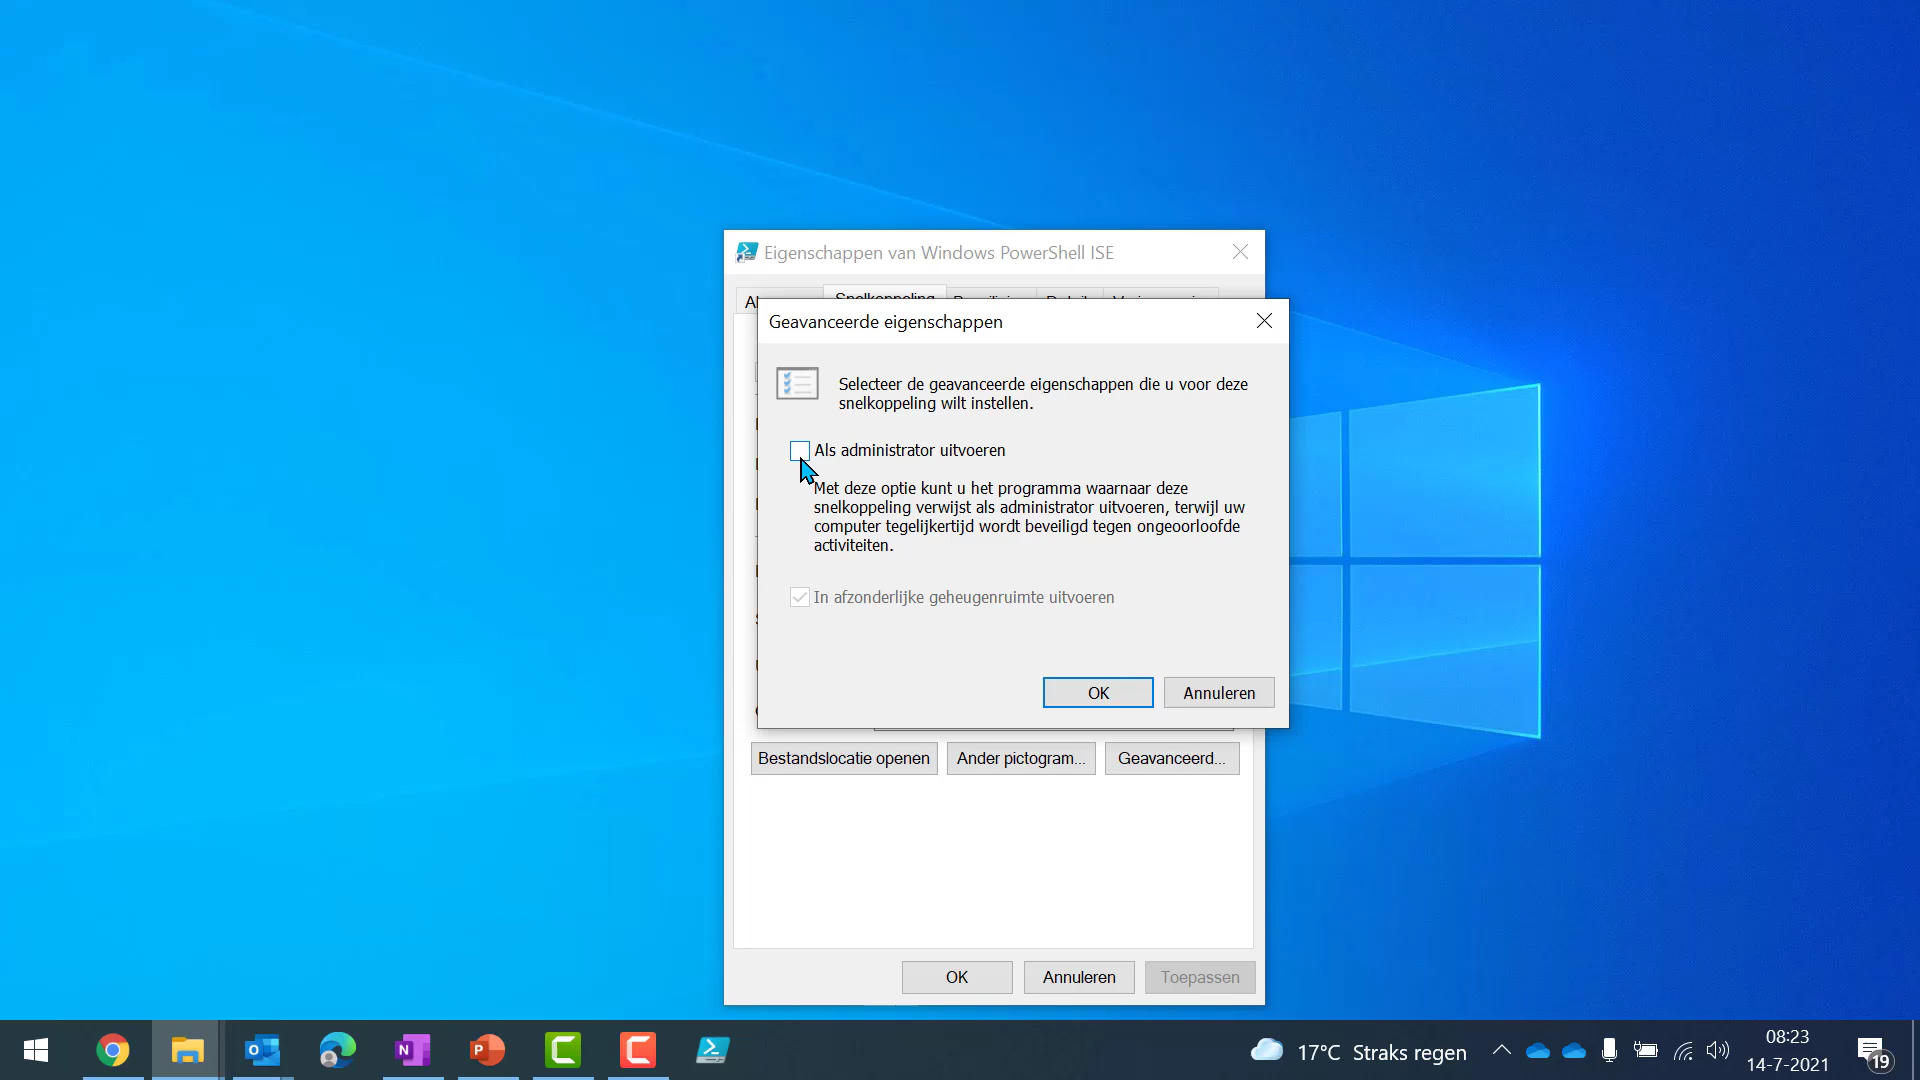 Eigenschappen van Windows PowerShell ISE
Snelkoppeling
Geavanceerde eigenschappen
Selecteer de geavanceerde eigenschappen die u voor deze
snelkoppeling wilt instellen.
Als administrator uitvoeren
Met deze optie kunt u het programma waarnaar deze
snelkoppeling verwijst als administrator uitvoeren, terwijl uw
computer tegelijkertijd wordt beveiligd tegen ongeoorloofde
activiteiten.
In afzonderlijke geheugenruimte uitvoeren
OK Annuleren
Bestandslocatie openen Ander pictogram... Geavanceerd...
OK Annuleren Toepassen
17°C Straks regen
08:23
14-7-2021
19